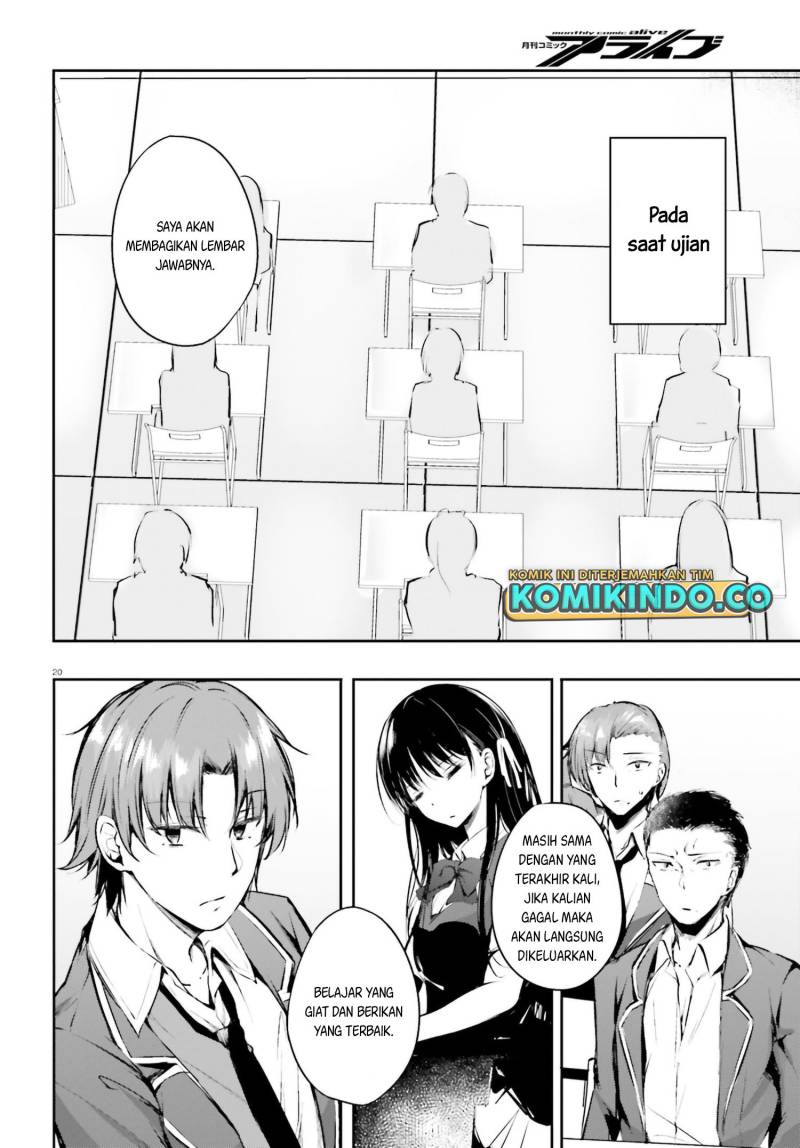 monthly comic alive
月刊コミック アライブ
Pada
saat ujian
SAYA AKAN
MEMBAGIKAN LEMBAR
JAWABNYA.
KOMIK INI DITERJEMAHKAN TIM
KOMIKINDO.CO
20
MASIH SAMA
DENGAN YANG
TERAKHIR KALI,
JIKA KALIAN
GAGAL MAKA
AKAN LANGSUNG
DIKELUARKAN.
BELAJAR YANG
GIAT DAN BERIKAN
YANG TERBAIK.